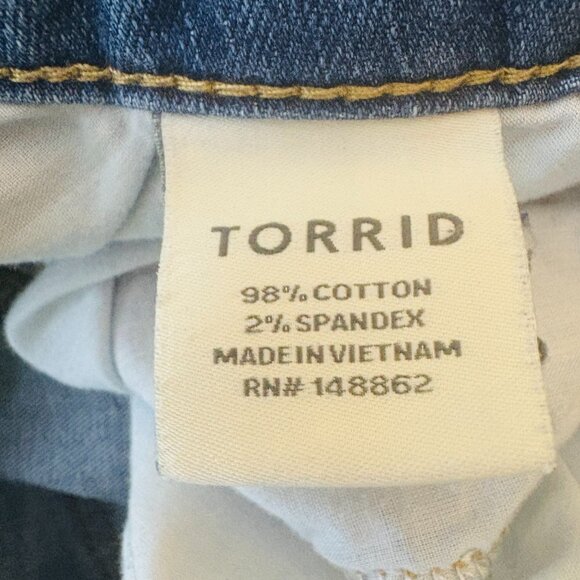 TORRID
98% COTTON
2% SPANDEX
MADE IN VIETNAM
RN# 148862